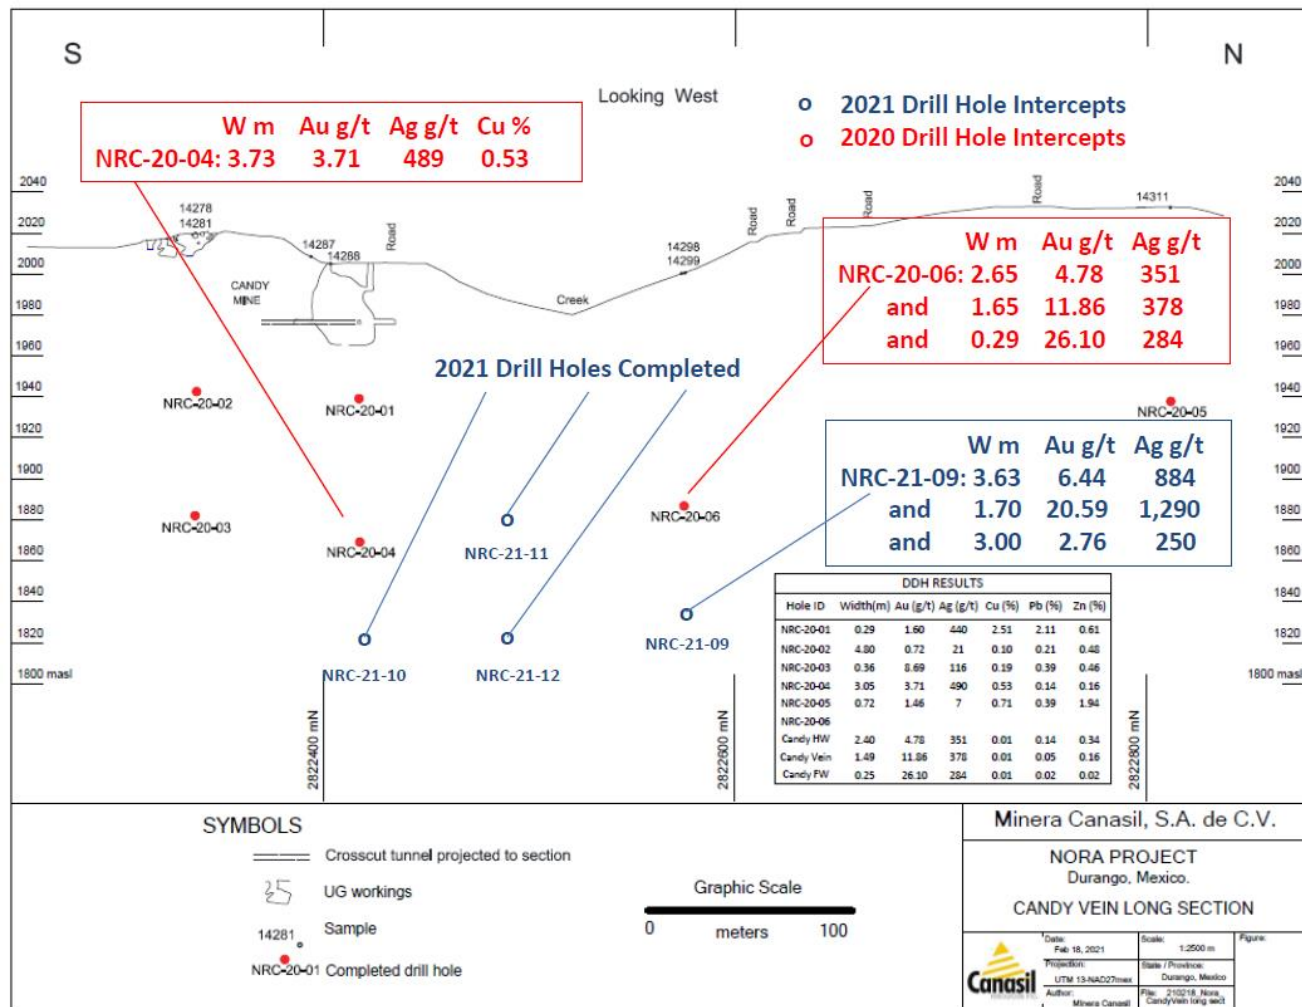 S
N
Looking West
2021 Drill Hole Intercepts
2020 Drill Hole Intercepts
W m Au g/t Ag g/t Cu %
NRC-20-04: 3.73 3.71 489 0.53
2040
2020
2000
1980
1960
1940
1920
1900
1880
1860
1840
1820
1800 masl
2040
2020
2000
1980
1960
1940
1920
1900
1880
1860
1840
1820
1800 masl
14278
14281
14287
14288
Road
CANDY
MINE
Creek
14298
14299
Road
Road
Road
Road
14311
W m Au g/t Ag g/t
NRC-20-06: 2.65 4.78 351
and 1.65 11.86 378
and 0.29 26.10 284
2021 Drill Holes Completed
NRC-20-02
NRC-20-01
NRC-20-05
W m Au g/t Ag g/t
NRC-21-09: 3.63 6.44 884
and 1.70 20.59 1,290
and 3.00 2.76 250
NRC-20-03
NRC-20-04
NRC-21-11
NRC-20-06
NRC-21-10
NRC-21-12
NRC-21-09
DDH RESULTS
Hole ID Width(m) Au (g/t) Ag (g/t) Cu (%) Pb (%) Zn (%)
NRC-20-01 0.29 1.60 440 2.51 2.11 0.61
NRC-20-02 4.80 0.72 21 0.10 0.21 0.48
NRC-20-03 0.36 8.69 116 0.19 0.39 0.46
NRC-20-04 3.05 3.71 490 0.53 0.14 0.16
NRC-20-05 0.72 1.46 7 0.71 0.39 1.94
NRC-20-06
Candy HW 2.40 4.78 351 0.01 0.14 0.34
Candy Vein 1.49 11.86 378 0.01 0.05 0.16
Candy FW 0.25 26.10 284 0.01 0.02 0.02
2822400 mN
2822600 mN
2822800 mN
SYMBOLS
Crosscut tunnel projected to section
UG workings
14281 Sample
NRC-20-01 Completed drill hole
Graphic Scale
0 meters 100
Minera Canasil, S.A. de C.V.
NORA PROJECT
Durango, Mexico.
CANDY VEIN LONG SECTION
Canasil
Date: Feb 18, 2021
Scale: 1:2500 m
Figure:
Projection: UTM 13-NAD27mex
State / Province: Durango, Mexico
Author: Minera Canasil
File: 210218_Nora_
CandyVein long sect